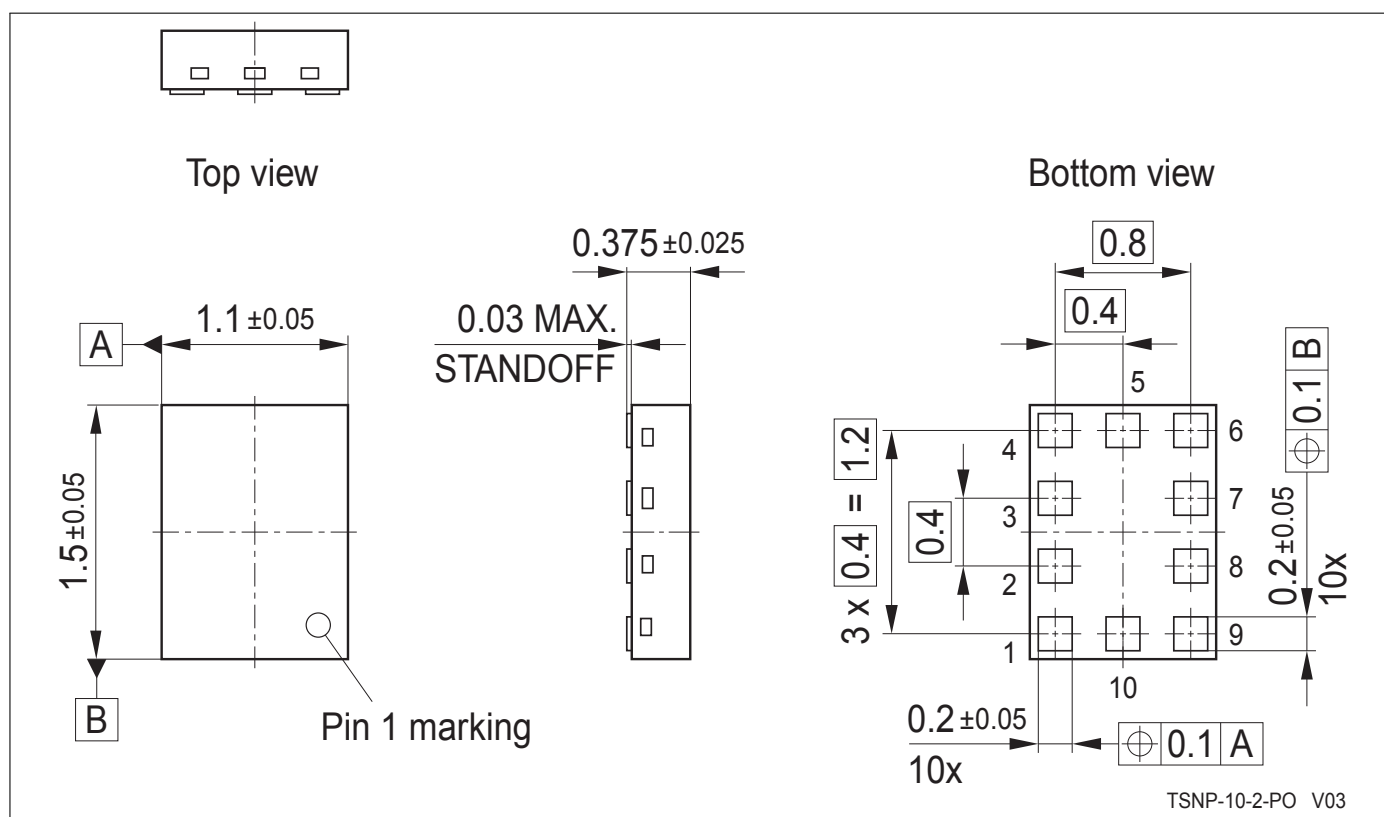 Top view
Bottom view
0.375 ±0.025
0.8
1.1 ±0.05
0.03 MAX.
STANDOFF
0.4
A
5
4
6
3
7
2
8
1
9
10
1.5 ±0.05
3 x 0.4 = 1.2
0.4
0.2 ±0.05
10x
⌖ 0.1 B
B
Pin 1 marking
0.2 ±0.05
10x
⌖ 0.1 A
TSNP-10-2-PO V03